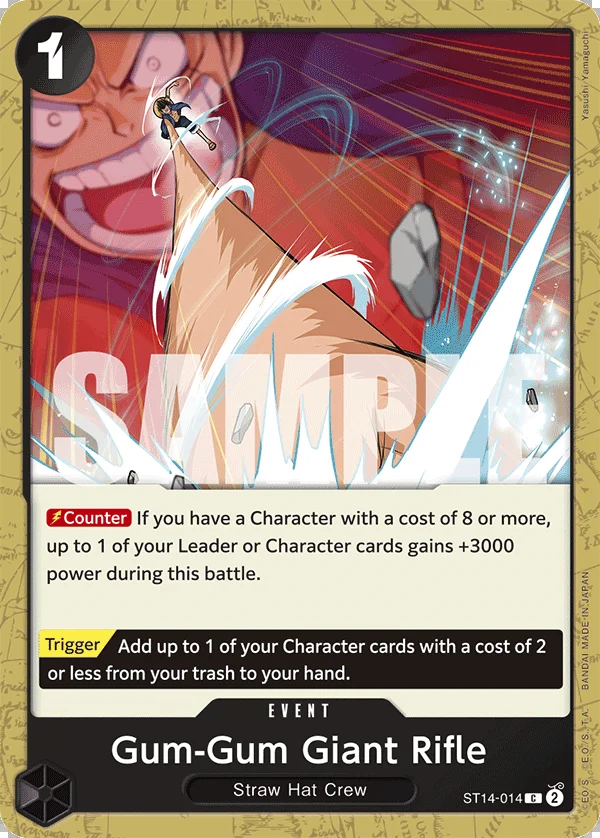 DLICHES EIS MEER
1
Yasushi Yamaguchi
SAMPLE
Counter If you have a Character with a cost of 8 or more,
up to 1 of your Leader or Character cards gains +3000
power during this battle.
Trigger Add up to 1 of your Character cards with a cost of 2
or less from your trash to your hand.
EVENT
Gum-Gum Giant Rifle
Straw Hat Crew
ST14-014 C 2
©E.O.S. ©E.O.S.,T.A. BANDAI MADE IN JAPAN